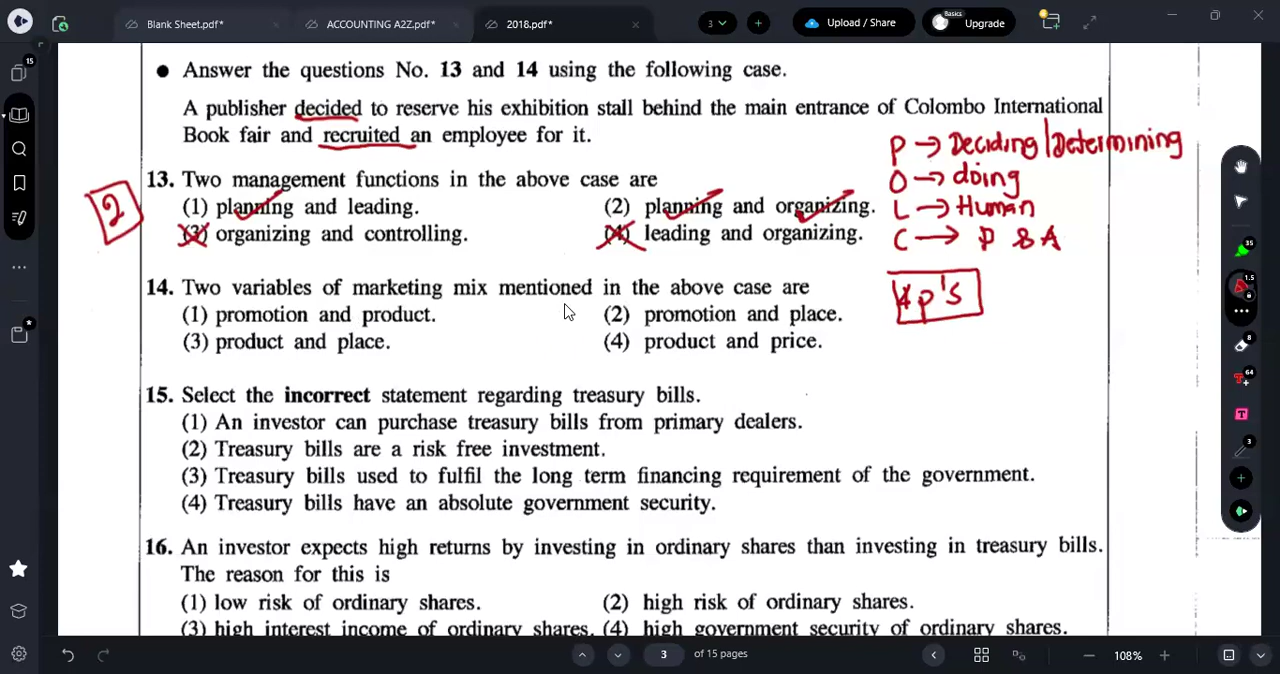 Blank Sheet.pdf*
ACCOUNTING A2Z.pdf*
2018.pdf*
3
Upload / Share
Basics
Upgrade
• Answer the questions No. 13 and 14 using the following case.
A publisher decided to reserve his exhibition stall behind the main entrance of Colombo International
Book fair and recruited an employee for it.
P → Deciding/Determining
O → doing
L → Human
C → P & A
4p's
2
13. Two management functions in the above case are
(1) planning and leading.
(2) planning and organizing.
(3) organizing and controlling.
(4) leading and organizing.
14. Two variables of marketing mix mentioned in the above case are
(1) promotion and product.
(2) promotion and place.
(3) product and place.
(4) product and price.
15. Select the incorrect statement regarding treasury bills.
(1) An investor can purchase treasury bills from primary dealers.
(2) Treasury bills are a risk free investment.
(3) Treasury bills used to fulfil the long term financing requirement of the government.
(4) Treasury bills have an absolute government security.
16. An investor expects high returns by investing in ordinary shares than investing in treasury bills.
The reason for this is
(1) low risk of ordinary shares.
(2) high risk of ordinary shares.
(3) high interest income of ordinary shares.
(4) high government security of ordinary shares.
15
35
1.5
8
64
3
3
of 15 pages
108%